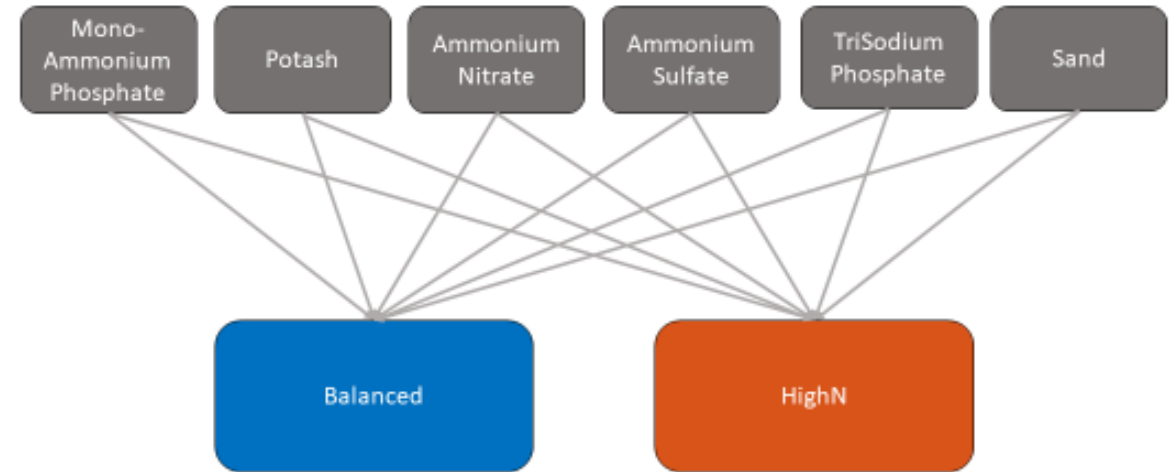 Mono-
Ammonium
Phosphate
Potash
Ammonium
Nitrate
Ammonium
Sulfate
TriSodium
Phosphate
Sand
Balanced
HighN